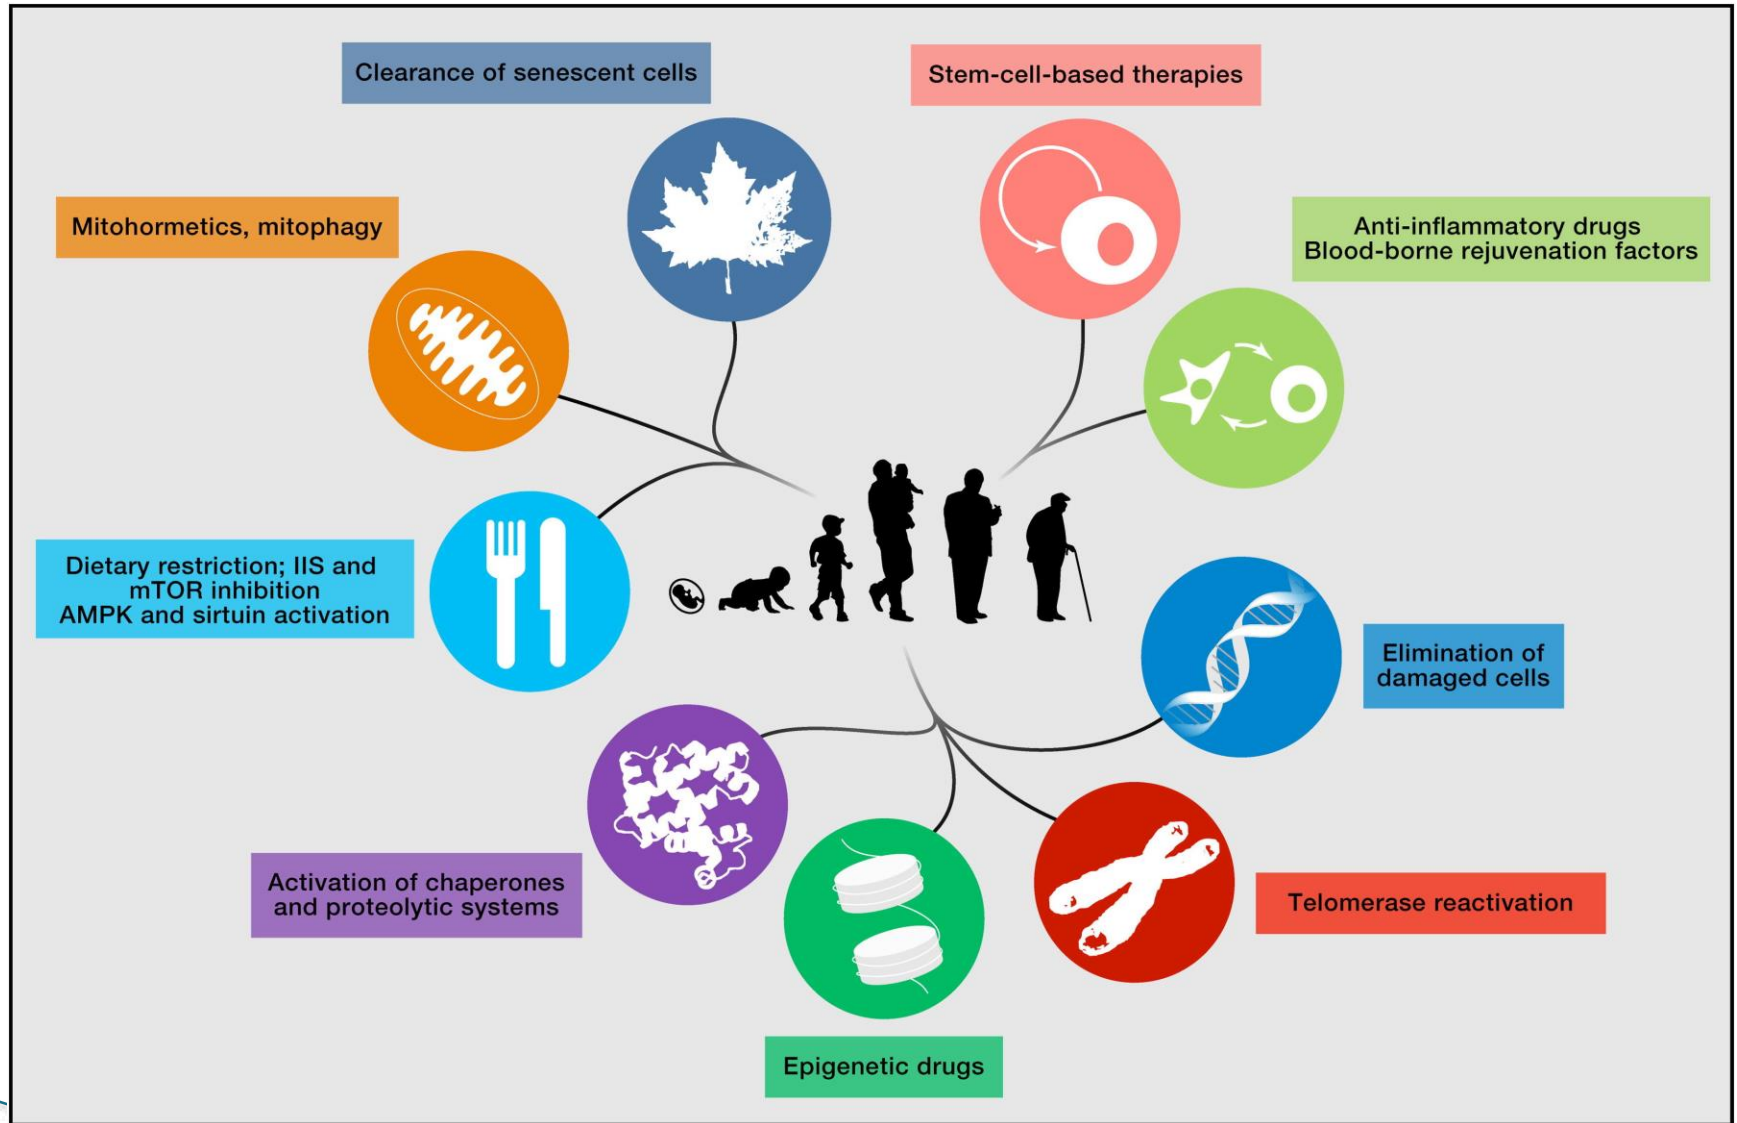 Clearance of senescent cells
Stem-cell-based therapies
Mitohormetics, mitophagy
Anti-inflammatory drugs
Blood-borne rejuvenation factors
Dietary restriction; IIS and
mTOR inhibition
AMPK and sirtuin activation
Elimination of
damaged cells
Activation of chaperones
and proteolytic systems
Telomerase reactivation
Epigenetic drugs